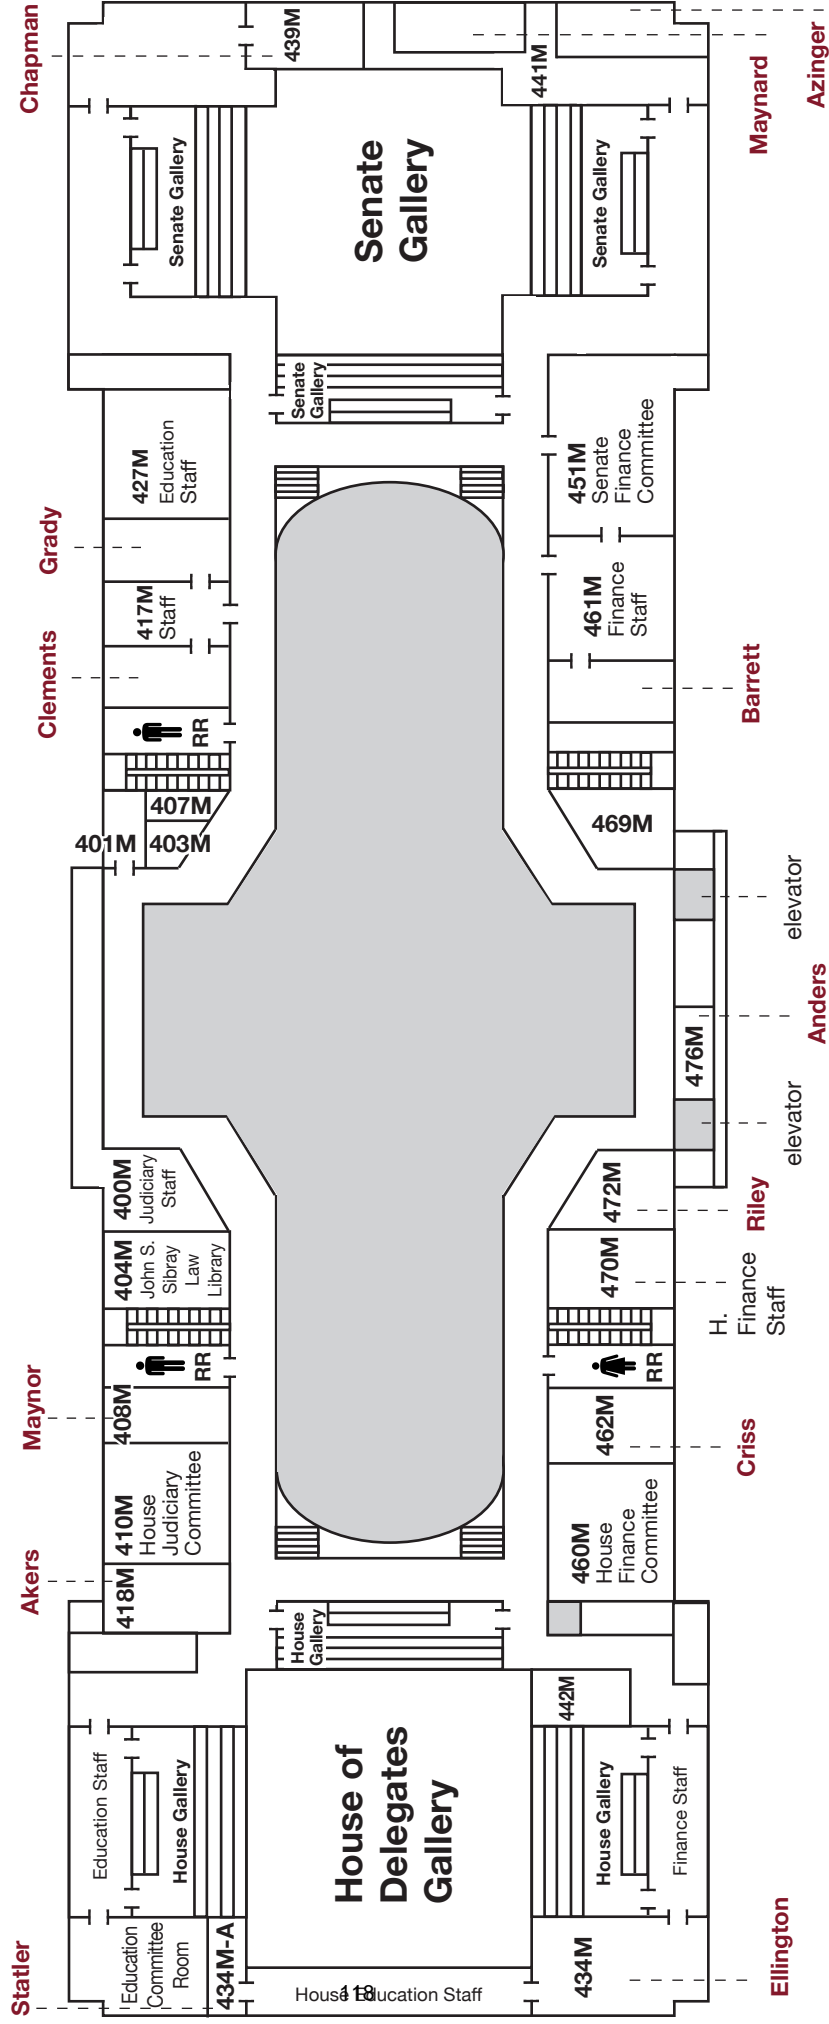 Chapman
439M
441M
Maynard
Azinger
Senate Gallery
Senate
Gallery
Senate Gallery
Senate
Gallery
427M
Education
Staff
451M
Senate
Finance
Committee
Grady
417M
Staff
461M
Finance
Staff
Clements
RR
Barrett
407M
401M
403M
469M
elevator
Anders
476M
elevator
400M
Judiciary
Staff
472M
Riley
404M
John S.
Sibray
Law
Library
470M
H.
Finance
Staff
Maynor
RR
RR
408M
462M
Criss
410M
House
Judiciary
Committee
460M
House
Finance
Committee
Akers
418M
House
Gallery
442M
Education Staff
House Gallery
House of
Delegates
Gallery
House Gallery
Finance Staff
Statler
Education
Committee
Room
434M-A
House Education Staff
118
434M
Ellington